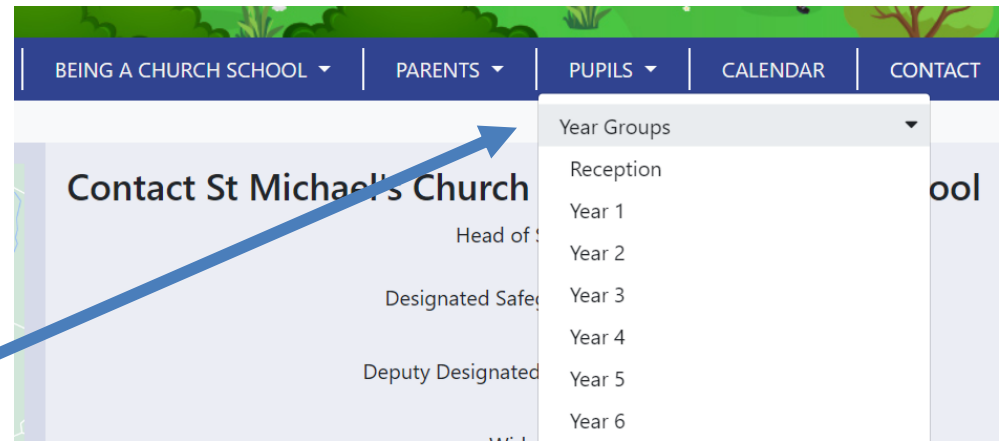 BEING A CHURCH SCHOOL PARENTS PUPILS CALENDAR CONTACT
Year Groups
Reception
Contact St Michael's Church ool
Year 1
Head of
Year 2
Designated Safeg
Year 3
Year 4
Deputy Designated
Year 5
Year 6